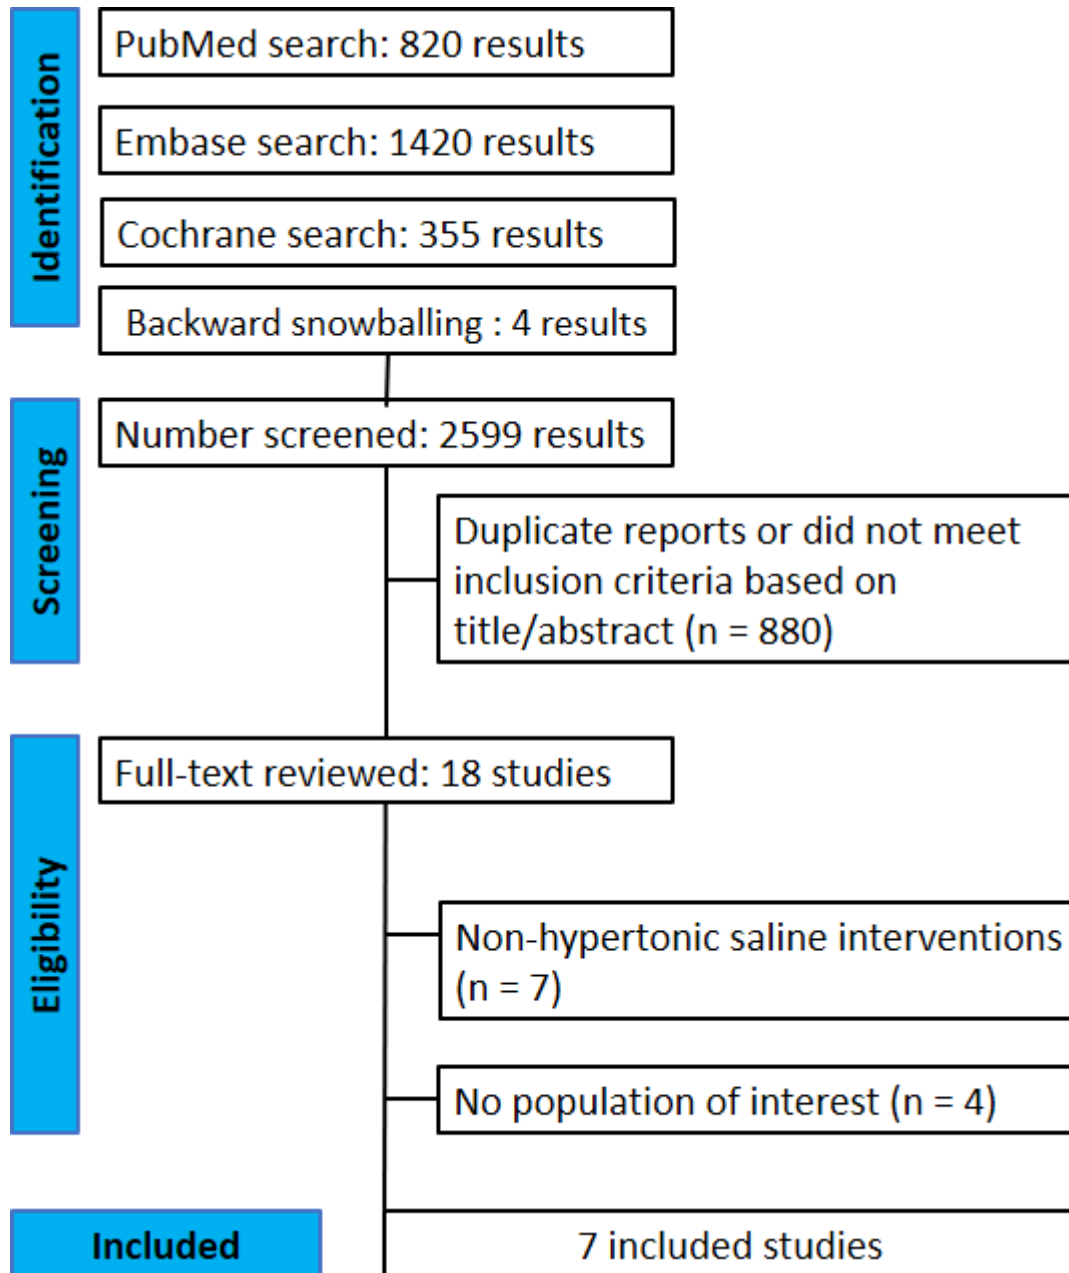 Identification
PubMed search: 820 results
Embase search: 1420 results
Cochrane search: 355 results
Backward snowballing : 4 results
Screening
Number screened: 2599 results
Duplicate reports or did not meet
inclusion criteria based on
title/abstract (n = 880)
Eligibility
Full-text reviewed: 18 studies
Non-hypertonic saline interventions
(n = 7)
No population of interest (n = 4)
Included
7 included studies